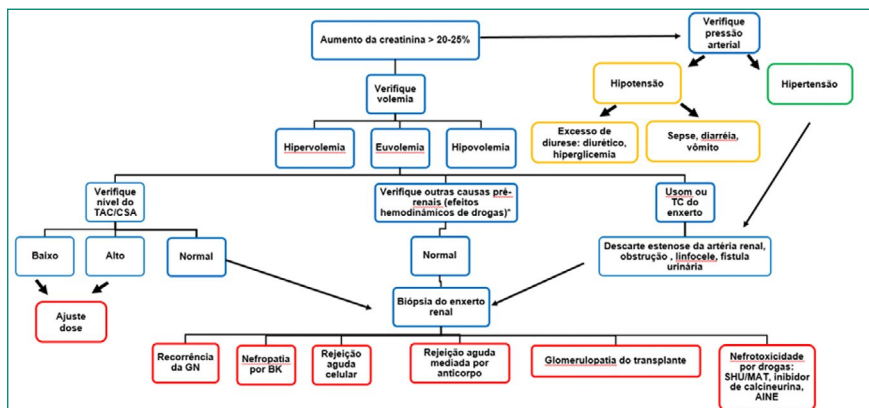 Aumento da creatinina > 20-25%
Verifique
pressão
arterial
Verifique
volemia
Hipotensão
Hipertensão
Hipervolemia
Euvolemia
Hipovolemia
Excesso de
diurese: diurético,
hiperglicemia
Sepse, diarréia,
vômito
Verifique
nivel do
TAC/CSA
Verifique outras causas pré-
renais (efeitos
hemodinâmicos de drogas)*
Usom ou
TC do
enxerto
Baixo
Alto
Normal
Normal
Descarte estenose da artéria renal,
obstrução , linfocele, fistula
urinária
Ajuste
dose
Biópsia do enxerto
renal
Recorrência
da GN
Nefropatia
por BK
Rejeição
aguda
celular
Rejeição aguda
mediada por
anticorpo
Glomerulopatia do transplante
Nefrotoxicidade
por drogas:
SHU/MAT, inibidor
de calcineurina,
AINE